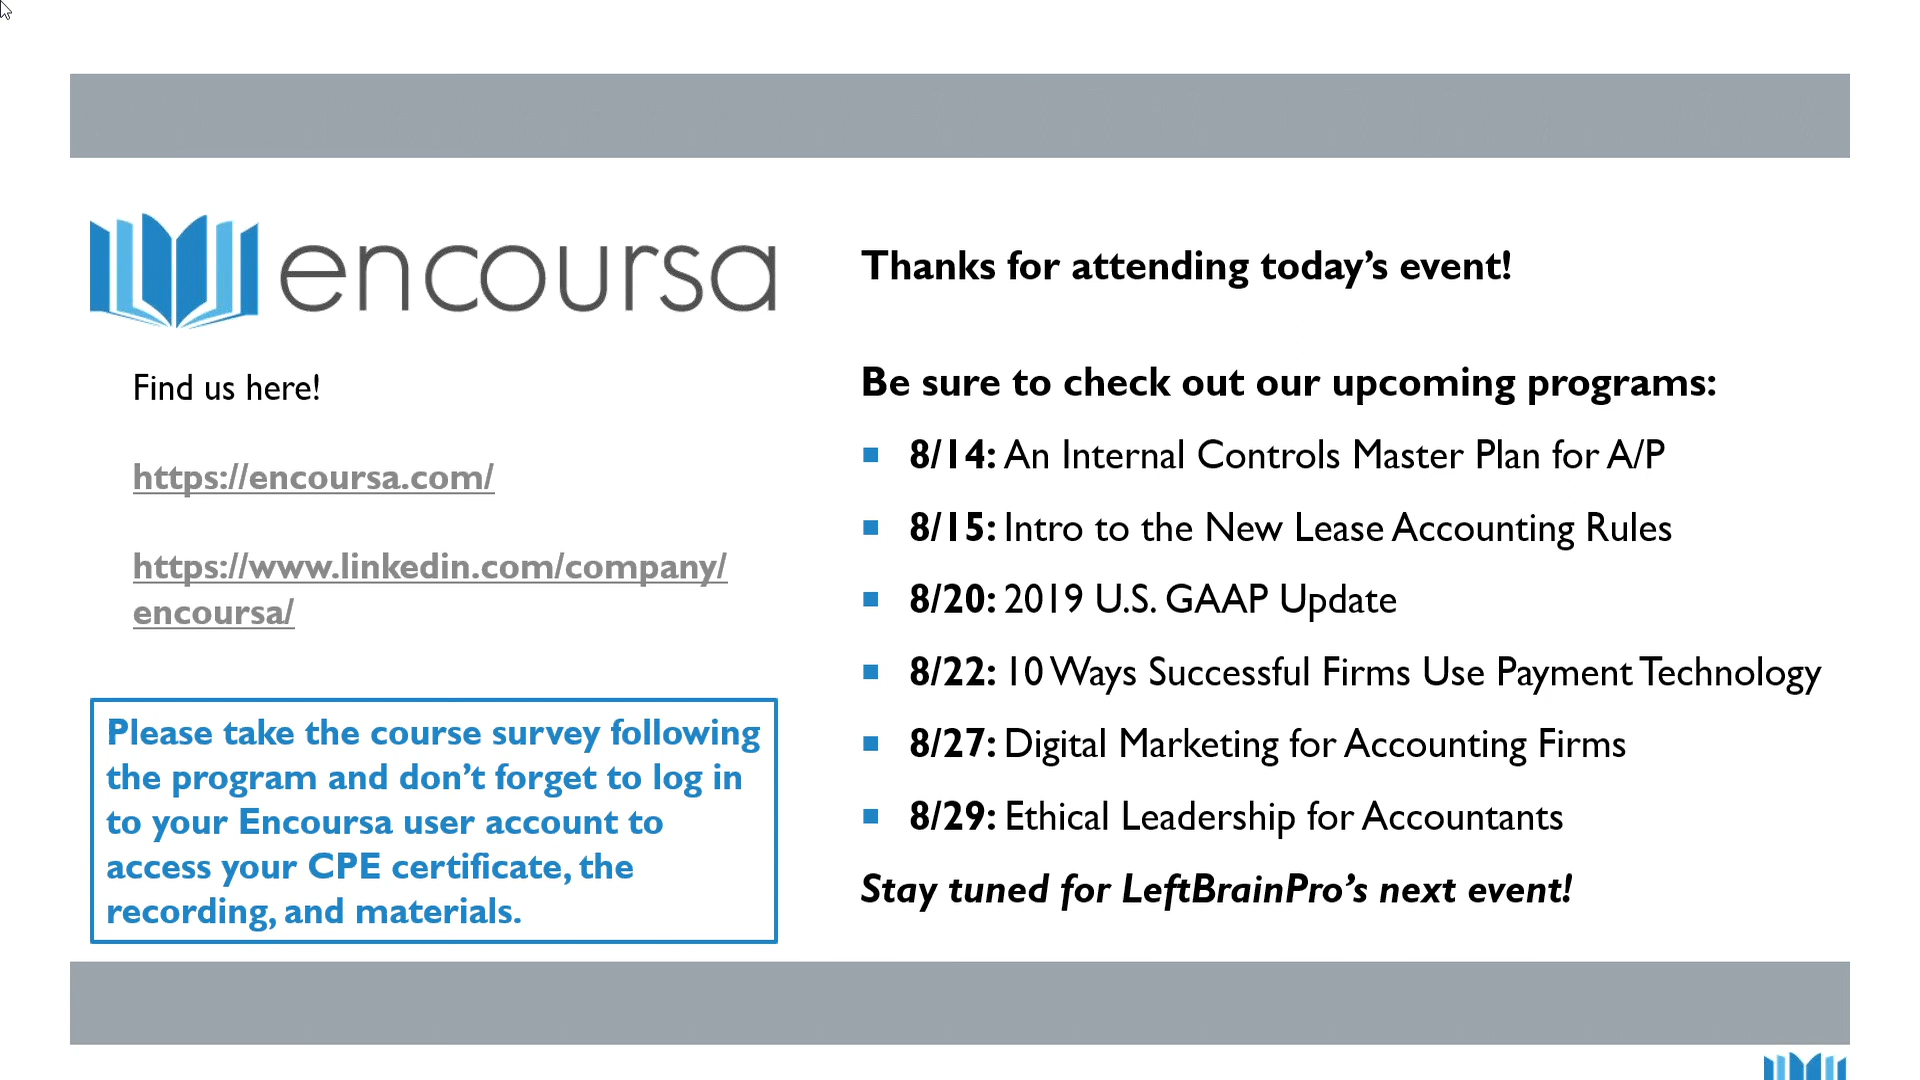 encoursa
Find us here!
https://encoursa.com/
https://www.linkedin.com/company/
encoursa/
Please take the course survey following
the program and don’t forget to log in
to your Encoursa user account to
access your CPE certificate, the
recording, and materials.
Thanks for attending today’s event!
Be sure to check out our upcoming programs:
8/14: An Internal Controls Master Plan for A/P
8/15: Intro to the New Lease Accounting Rules
8/20: 2019 U.S. GAAP Update
8/22: 10 Ways Successful Firms Use Payment Technology
8/27: Digital Marketing for Accounting Firms
8/29: Ethical Leadership for Accountants
Stay tuned for LeftBrainPro’s next event!